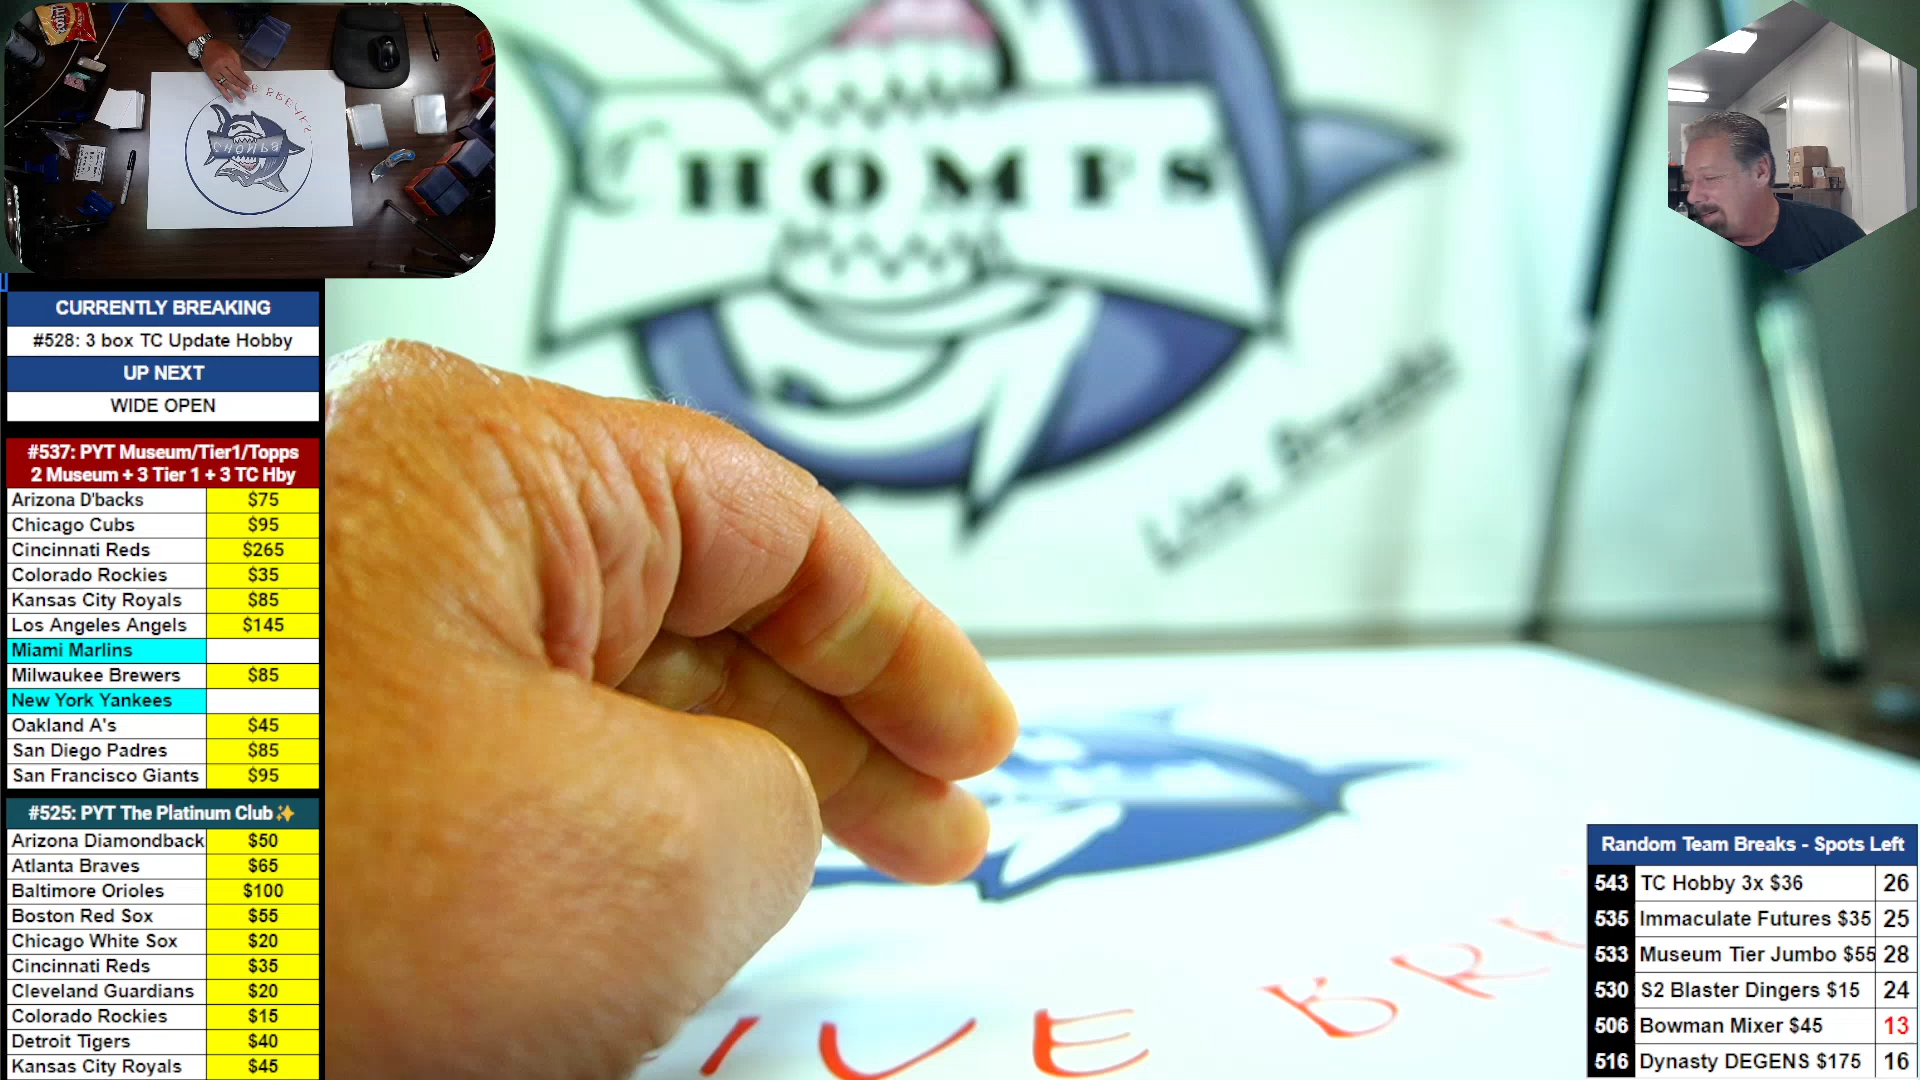 CHOMPS
Live Breaks
CURRENTLY BREAKING
#528: 3 box TC Update Hobby
UP NEXT
WIDE OPEN
#537: PYT Museum/Tier1/Topps
2 Museum + 3 Tier 1 + 3 TC Hby
Arizona D'backs $75
Chicago Cubs $95
Cincinnati Reds $265
Colorado Rockies $35
Kansas City Royals $85
Los Angeles Angels $145
Miami Marlins
Milwaukee Brewers $85
New York Yankees
Oakland A's $45
San Diego Padres $85
San Francisco Giants $95
#525: PYT The Platinum Club✨
Arizona Diamondback $50
Atlanta Braves $65
Baltimore Orioles $100
Boston Red Sox $55
Chicago White Sox $20
Cincinnati Reds $35
Cleveland Guardians $20
Colorado Rockies $15
Detroit Tigers $40
Kansas City Royals $45
IVE BRE
Random Team Breaks - Spots Left
543 TC Hobby 3x $36 26
535 Immaculate Futures $35 25
533 Museum Tier Jumbo $55 28
530 S2 Blaster Dingers $15 24
506 Bowman Mixer $45 13
516 Dynasty DEGENS $175 16